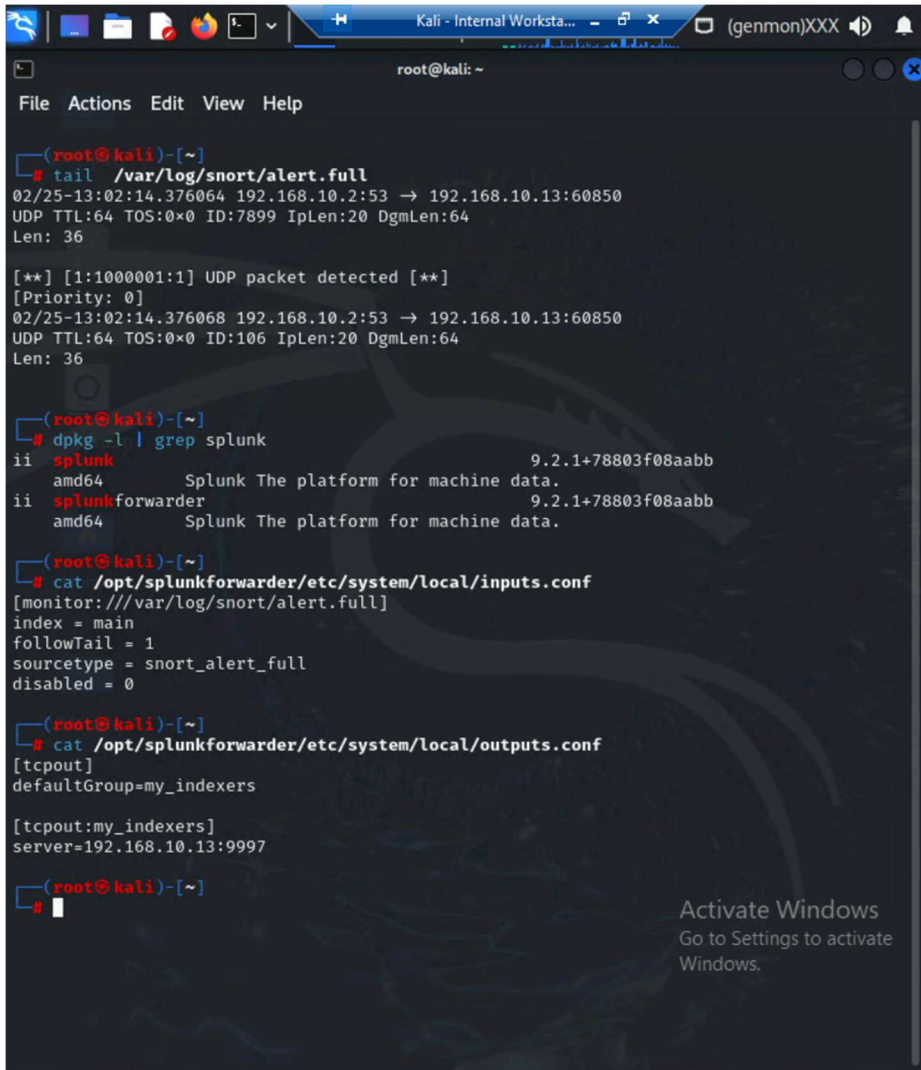 Kali - Internal Worksta...
(genmon)XXX
root@kali: ~
File Actions Edit View Help
┌──(root㉿kali)-[~]
└─# tail  /var/log/snort/alert.full
02/25-13:02:14.376064 192.168.10.2:53 → 192.168.10.13:60850
UDP TTL:64 TOS:0×0 ID:7899 IpLen:20 DgmLen:64
Len: 36
[**] [1:1000001:1] UDP packet detected [**]
[Priority: 0]
02/25-13:02:14.376068 192.168.10.2:53 → 192.168.10.13:60850
UDP TTL:64 TOS:0×0 ID:106 IpLen:20 DgmLen:64
Len: 36
┌──(root㉿kali)-[~]
└─# dpkg -l | grep splunk
ii  splunk 9.2.1+78803f08aabb
amd64 Splunk The platform for machine data.
ii  splunkforwarder 9.2.1+78803f08aabb
amd64 Splunk The platform for machine data.
┌──(root㉿kali)-[~]
└─# cat /opt/splunkforwarder/etc/system/local/inputs.conf
[monitor:///var/log/snort/alert.full]
index = main
followTail = 1
sourcetype = snort_alert_full
disabled = 0
┌──(root㉿kali)-[~]
└─# cat /opt/splunkforwarder/etc/system/local/outputs.conf
[tcpout]
defaultGroup=my_indexers
[tcpout:my_indexers]
server=192.168.10.13:9997
┌──(root㉿kali)-[~]
└─#
Activate Windows
Go to Settings to activate
Windows.